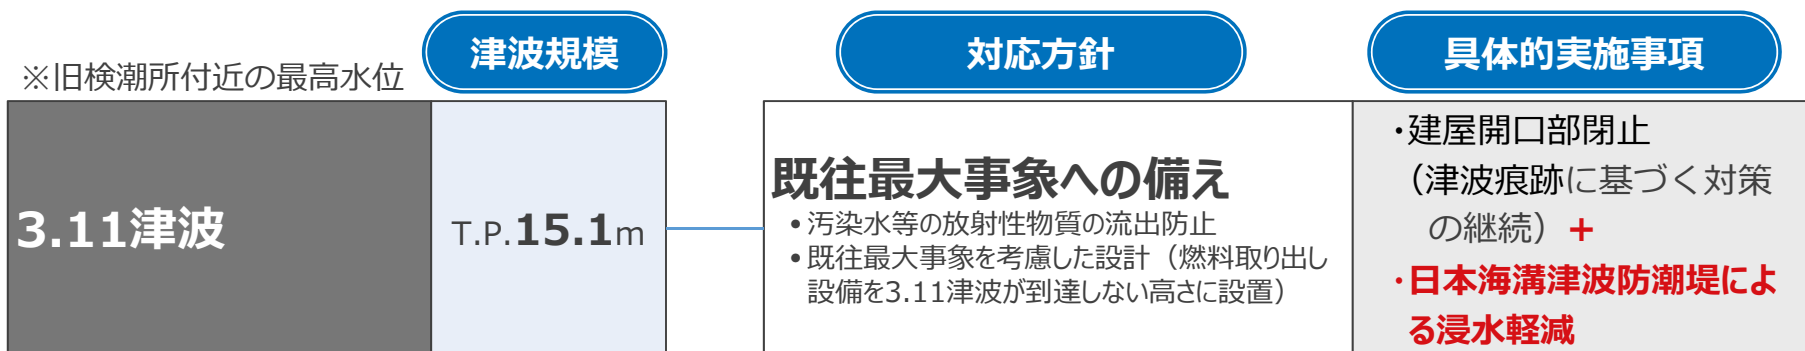 ※旧検潮所付近の最高水位
津波規模
対応方針
具体的実施事項
3.11津波
T.P.15.1m
既往最大事象への備え
•汚染水等の放射性物質の流出防止
•既往最大事象を考慮した設計（燃料取り出し
設備を3.11津波が到達しない高さに設置）
・建屋開口部閉止
（津波痕跡に基づく対策
の継続）+
・日本海溝津波防潮堤によ
る浸水軽減